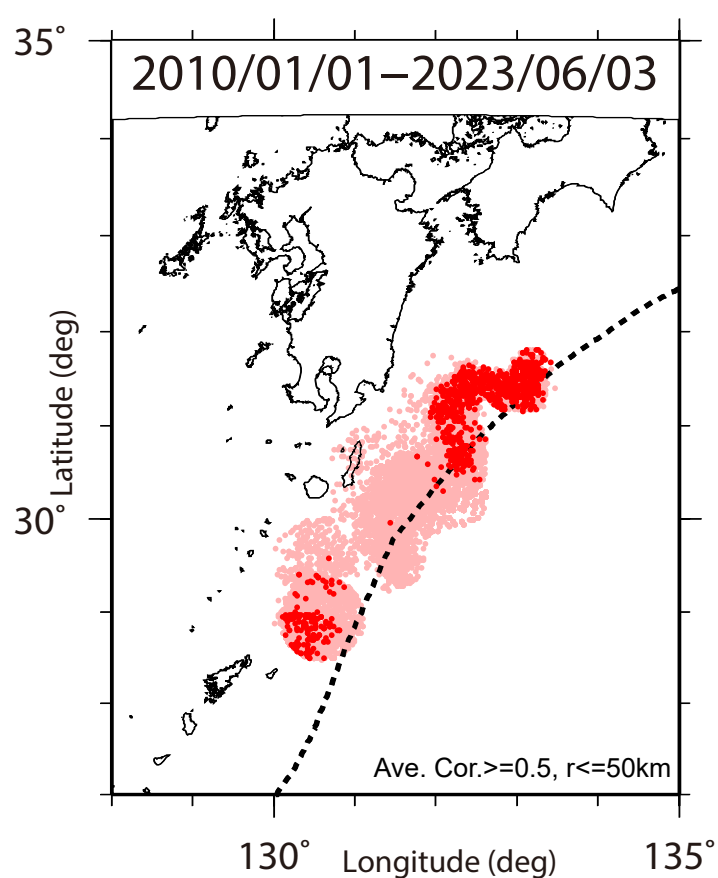 35°
2010/01/01−2023/06/03
Latitude (deg)
30°
Ave. Cor.>=0.5, r<=50km
130°
Longitude (deg)
135°